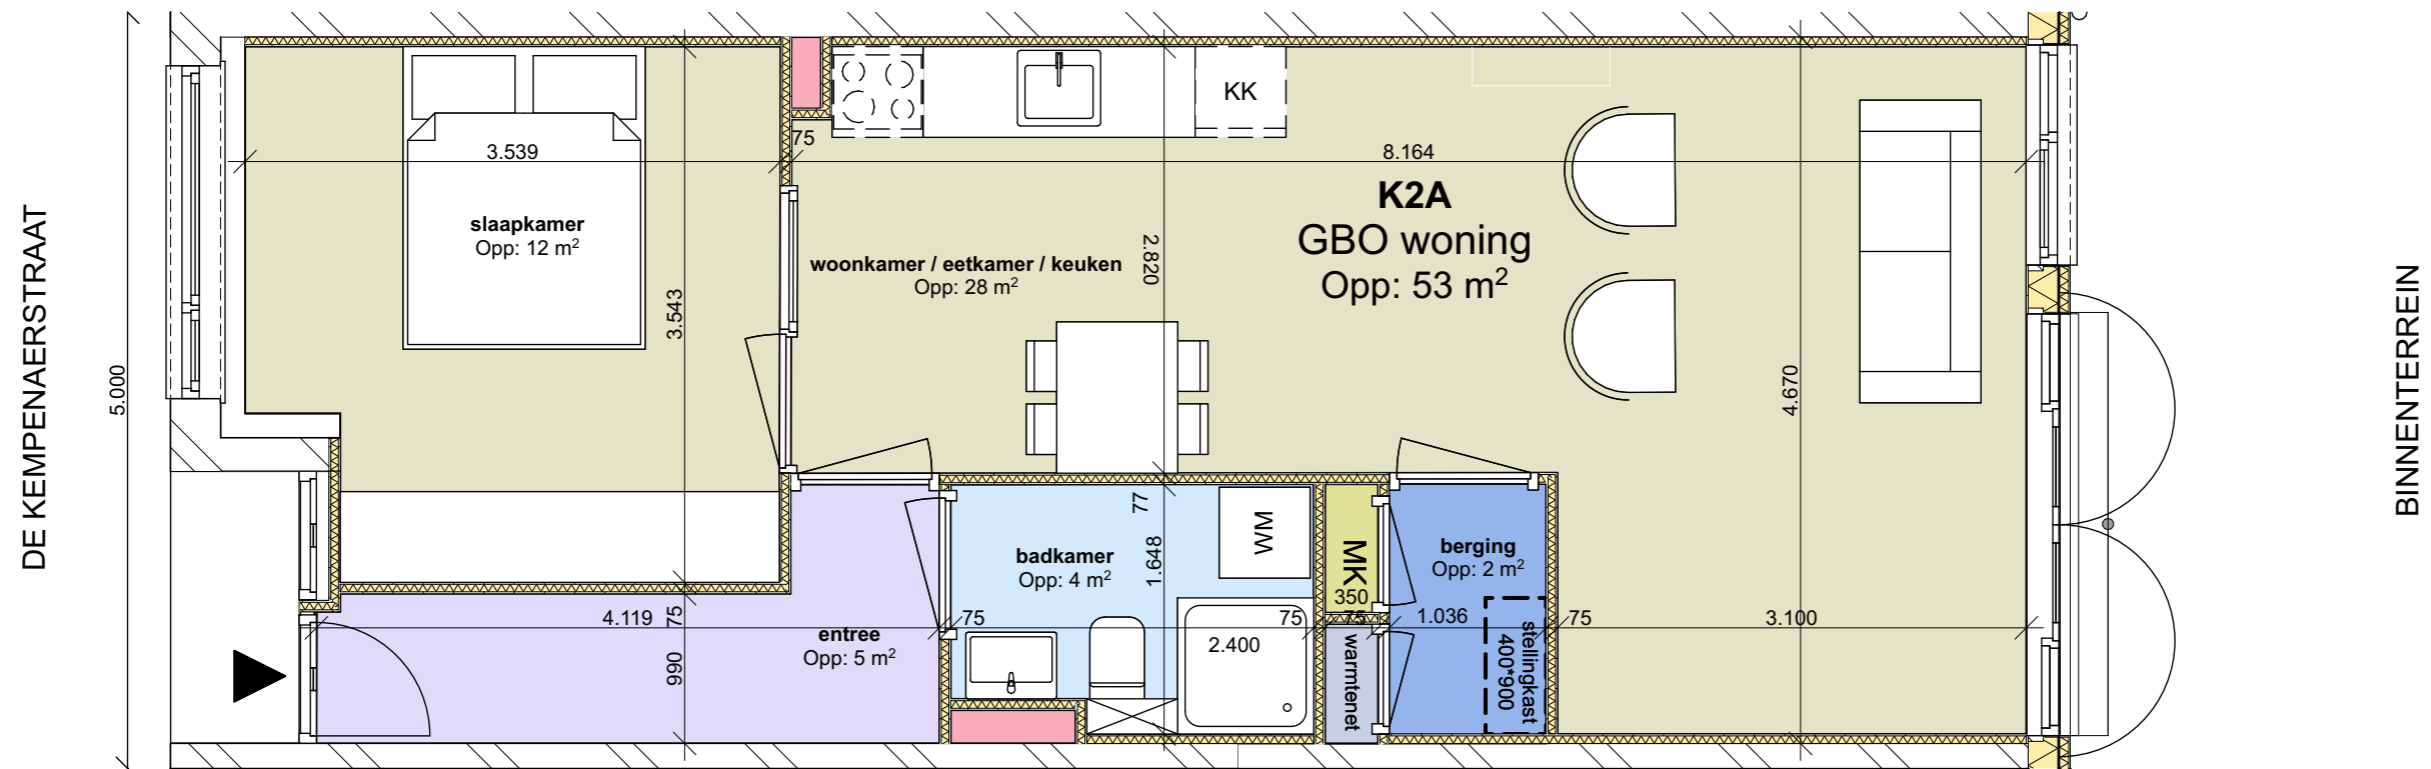 DE KEMPENAERSTRAAT
5.000
3.539
75
8.164
KK
slaapkamer
Opp: 12 m²
3.543
woonkamer / eetkamer / keuken
Opp: 28 m²
2.820
K2A
GBO woning
Opp: 53 m²
4.670
BINNENTERREIN
77
WM
badkamer
Opp: 4 m²
1.648
MK
350
75
berging
Opp: 2 m²
4.119
75
990
entree
Opp: 5 m²
75
75
2.400
1.036
75
3.100
warmtenet
stellingkast
400*900